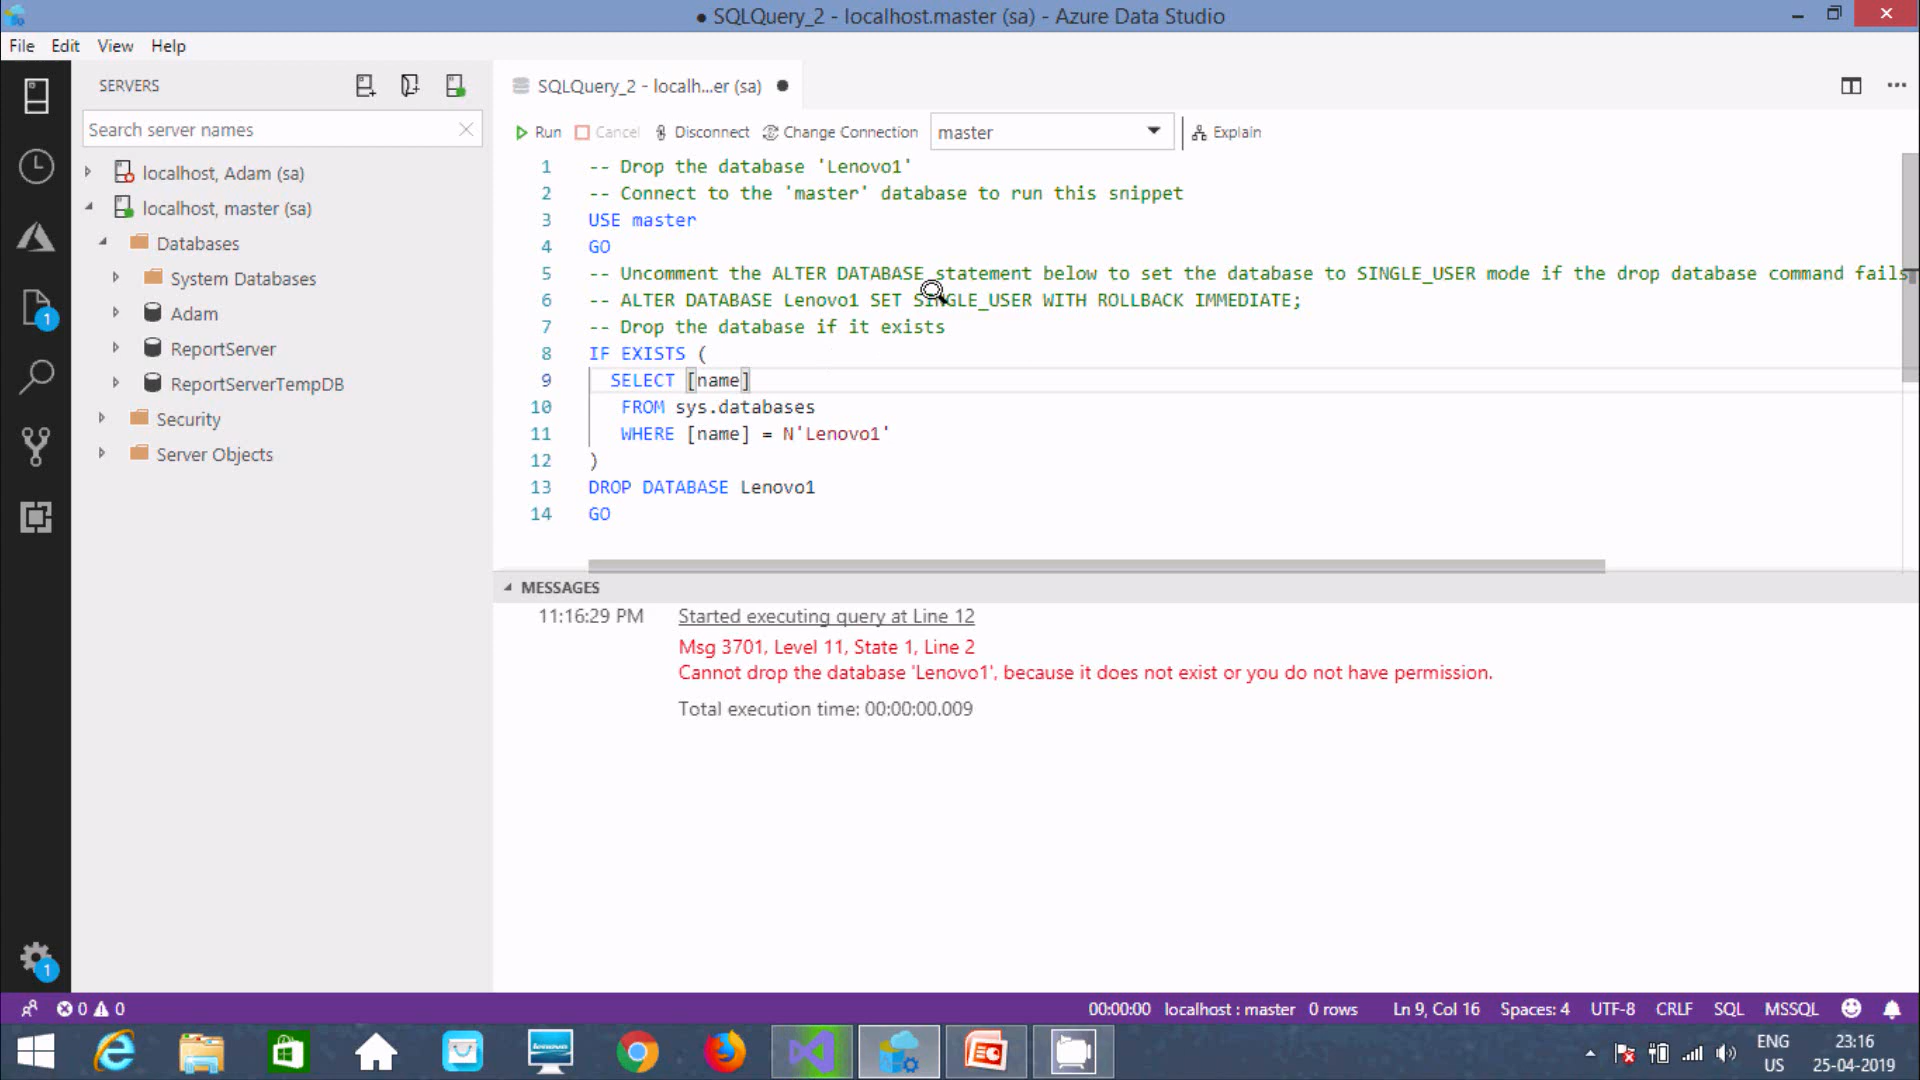 ● SQLQuery_2 - localhost.master (sa) - Azure Data Studio
File Edit View Help
SERVERS
Search server names
localhost, Adam (sa)
localhost, master (sa)
Databases
System Databases
Adam
ReportServer
ReportServerTempDB
Security
Server Objects
1
1
SQLQuery_2 - localh...er (sa) ●
Run Cancel Disconnect Change Connection master Explain
1 -- Drop the database 'Lenovo1'
2 -- Connect to the 'master' database to run this snippet
3 USE master
4 GO
5 -- Uncomment the ALTER DATABASE statement below to set the database to SINGLE_USER mode if the drop database command fails
6 -- ALTER DATABASE Lenovo1 SET SINGLE_USER WITH ROLLBACK IMMEDIATE;
7 -- Drop the database if it exists
8 IF EXISTS (
9 SELECT [name]
10 FROM sys.databases
11 WHERE [name] = N'Lenovo1'
12 )
13 DROP DATABASE Lenovo1
14 GO
MESSAGES
11:16:29 PM Started executing query at Line 12
Msg 3701, Level 11, State 1, Line 2
Cannot drop the database 'Lenovo1', because it does not exist or you do not have permission.
Total execution time: 00:00:00.009
0 0 00:00:00 localhost : master 0 rows Ln 9, Col 16 Spaces: 4 UTF-8 CRLF SQL MSSQL
ENG 23:16
US 25-04-2019